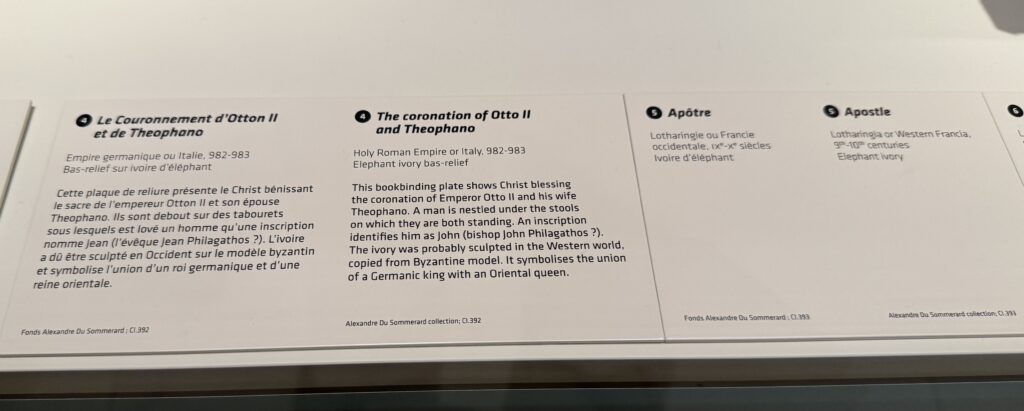 4 Le Couronnement d'Otton II
et de Theophano
Empire germanique ou Italie, 982-983
Bas-relief sur ivoire d'éléphant
Cette plaque de reliure présente le Christ bénissant
le sacre de l'empereur Otton II et son épouse
Theophano. Ils sont debout sur des tabourets
sous lesquels est lové un homme qu'une inscription
nomme Jean (l'évêque Jean Philagathos ?). L'ivoire
a dû être sculpté en Occident sur le modèle byzantin
et symbolise l'union d'un roi germanique et d'une
reine orientale.
Fonds Alexandre Du Sommerard ; Cl.392
4 The coronation of Otto II
and Theophano
Holy Roman Empire or Italy, 982-983
Elephant ivory bas-relief
This bookbinding plate shows Christ blessing
the coronation of Emperor Otto II and his wife
Theophano. A man is nestled under the stools
on which they are both standing. An inscription
identifies him as John (bishop John Philagathos ?).
The ivory was probably sculpted in the Western world,
copied from Byzantine model. It symbolises the union
of a Germanic king with an Oriental queen.
Alexandre Du Sommerard collection; Cl.392
5 Apôtre
Lotharingie ou Francie
occidentale, IXe-Xe siècles
Ivoire d'éléphant
Fonds Alexandre Du Sommerard ; Cl.393
5 Apostle
Lotharingia or Western Francia,
9th-10th centuries
Elephant ivory
Alexandre Du Sommerard collection; Cl.393
6